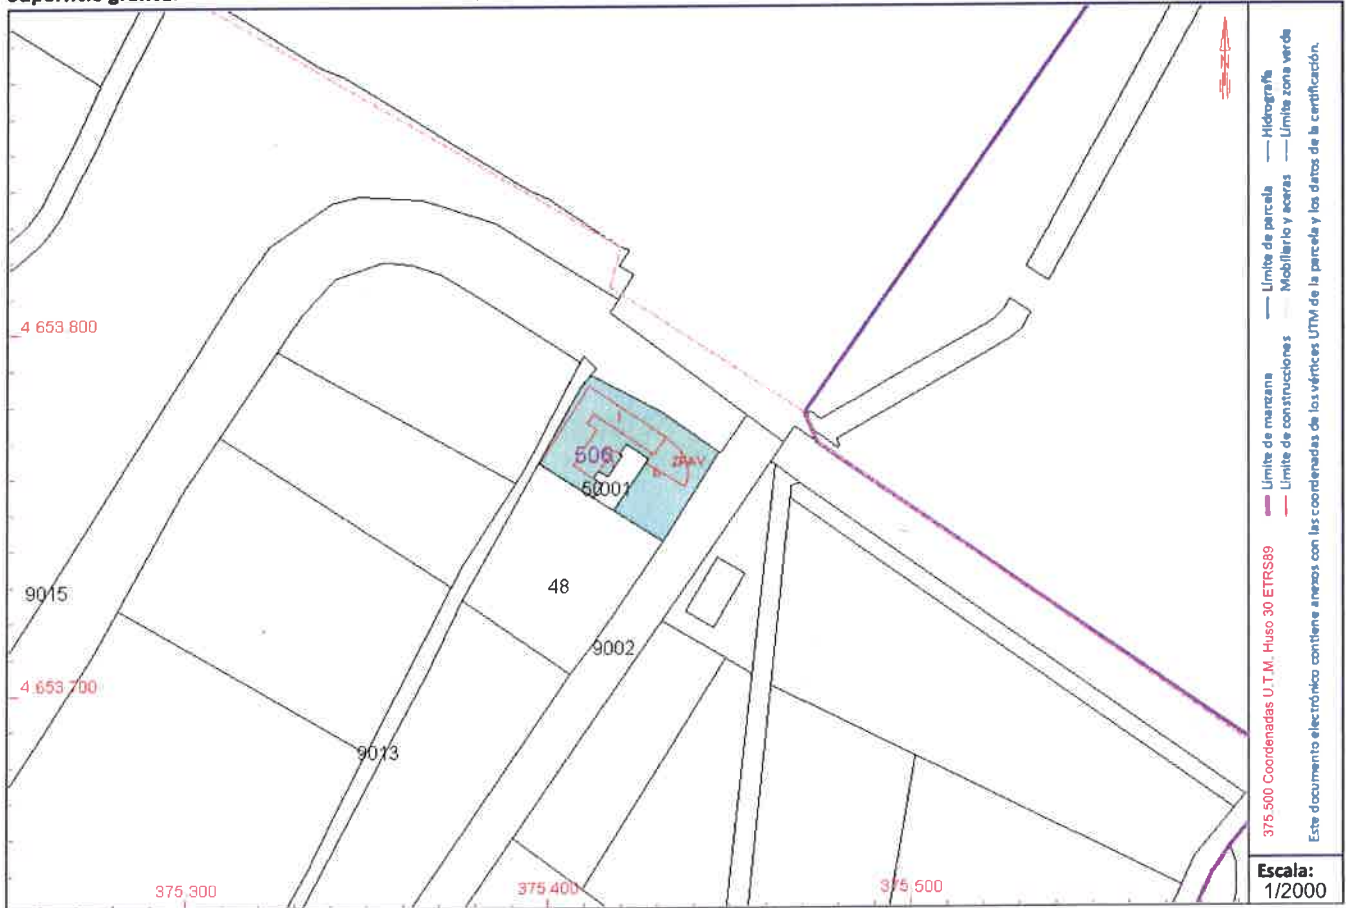 Superficie gráfica:
4 653 800
506
I
ZPAV
50001
48
9015
9002
4 653 700
9013
375 300
375 400
375 500
375.500 Coordenadas U.T.M. Huso 30 ETRS89
Límite de manzana
Límite de parcela
Hidrografía
Límite de construcciones
Mobiliario y aceras
Límite zona verde
Este documento electrónico contiene anexos con las coordenadas de los vértices UTM de la parcela y los datos de la certificación.
Escala:
1/2000